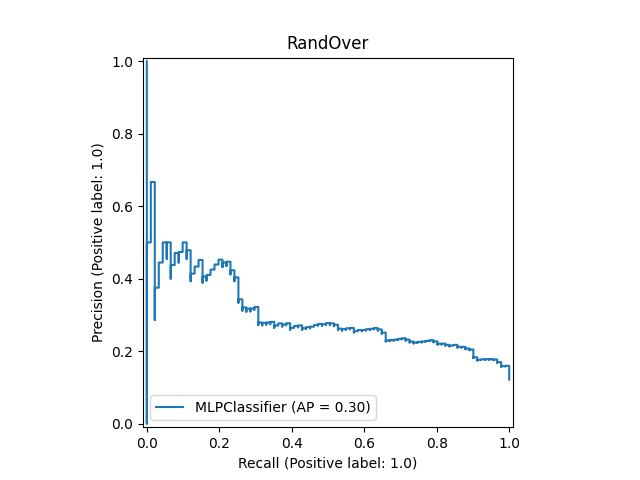 RandOver
1.0
0.8
0.6
0.4
0.2
0.0
Precision (Positive label: 1.0)
MLPClassifier (AP = 0.30)
0.0 0.2 0.4 0.6 0.8 1.0
Recall (Positive label: 1.0)